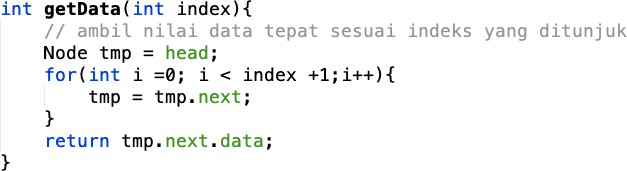 int getData(int index){
    // ambil nilai data tepat sesuai indeks yang ditunjuk
    Node tmp = head;
    for(int i =0; i < index +1;i++){
        tmp = tmp.next;
    }
    return tmp.next.data;
}